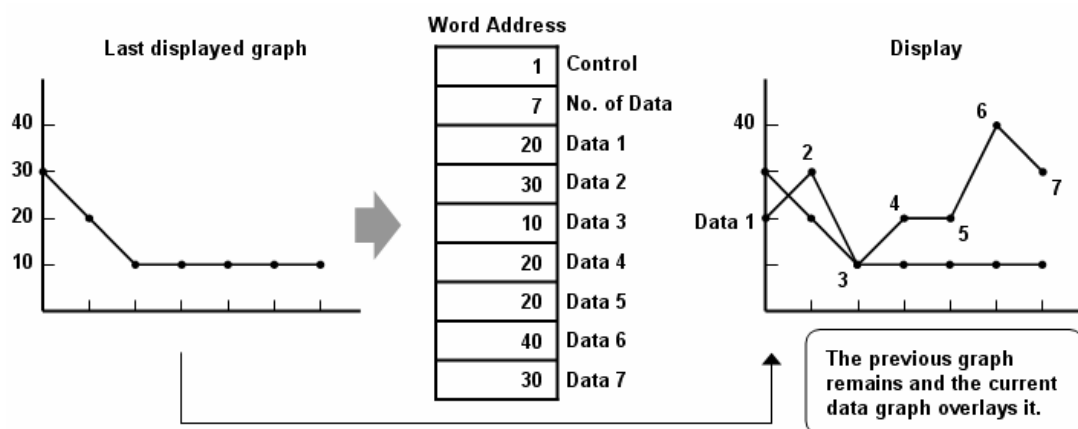 Last displayed graph
40
30
20
10
Word Address
1 Control
7 No. of Data
20 Data 1
30 Data 2
10 Data 3
20 Data 4
20 Data 5
40 Data 6
30 Data 7
Display
40
Data 1
2
3
4
5
6
7
The previous graph
remains and the current
data graph overlays it.